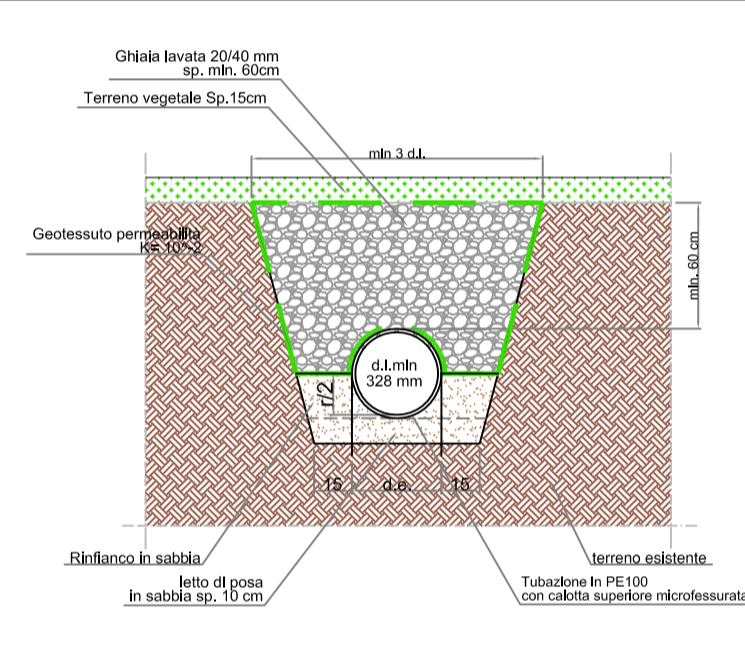 Ghiaia lavata 20/40 mm
sp. min. 60cm
Terreno vegetale Sp.15cm
min 3 d.i.
Geotessuto permeabilità
K= 10^-2
min. 60 cm
d.i.min
328 mm
r/2
15
d.e.
15
Rinfianco in sabbia
terreno esistente
letto di posa
in sabbia sp. 10 cm
Tubazione in PE100
con calotta superiore microfessurata